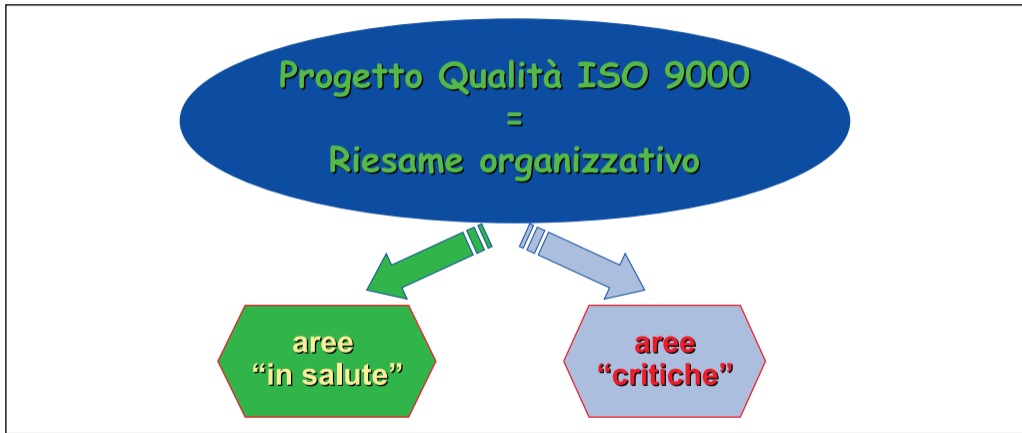 Progetto Qualità ISO 9000
=
Riesame organizzativo
aree
“in salute”
aree
“critiche”